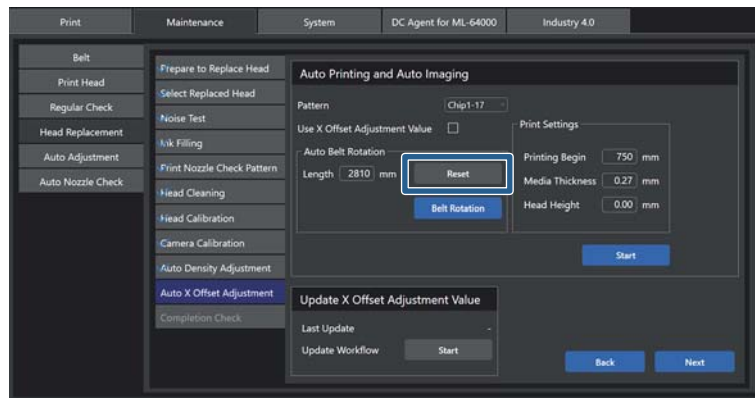 Print Maintenance System DC Agent for ML-64000 Industry 4.0
Belt
Print Head
Regular Check
Head Replacement
Auto Adjustment
Auto Nozzle Check
Prepare to Replace Head
Select Replaced Head
Noise Test
Ink Filling
Print Nozzle Check Pattern
Head Cleaning
Head Calibration
Camera Calibration
Auto Density Adjustment
Auto X Offset Adjustment
Completion Check
Auto Printing and Auto Imaging
Pattern Chip1-17
Use X Offset Adjustment Value
Auto Belt Rotation
Length 2810 mm Reset
Belt Rotation
Print Settings
Printing Begin 750 mm
Media Thickness 0.27 mm
Head Height 0.00 mm
Start
Update X Offset Adjustment Value
Last Update -
Update Workflow Start
Back Next